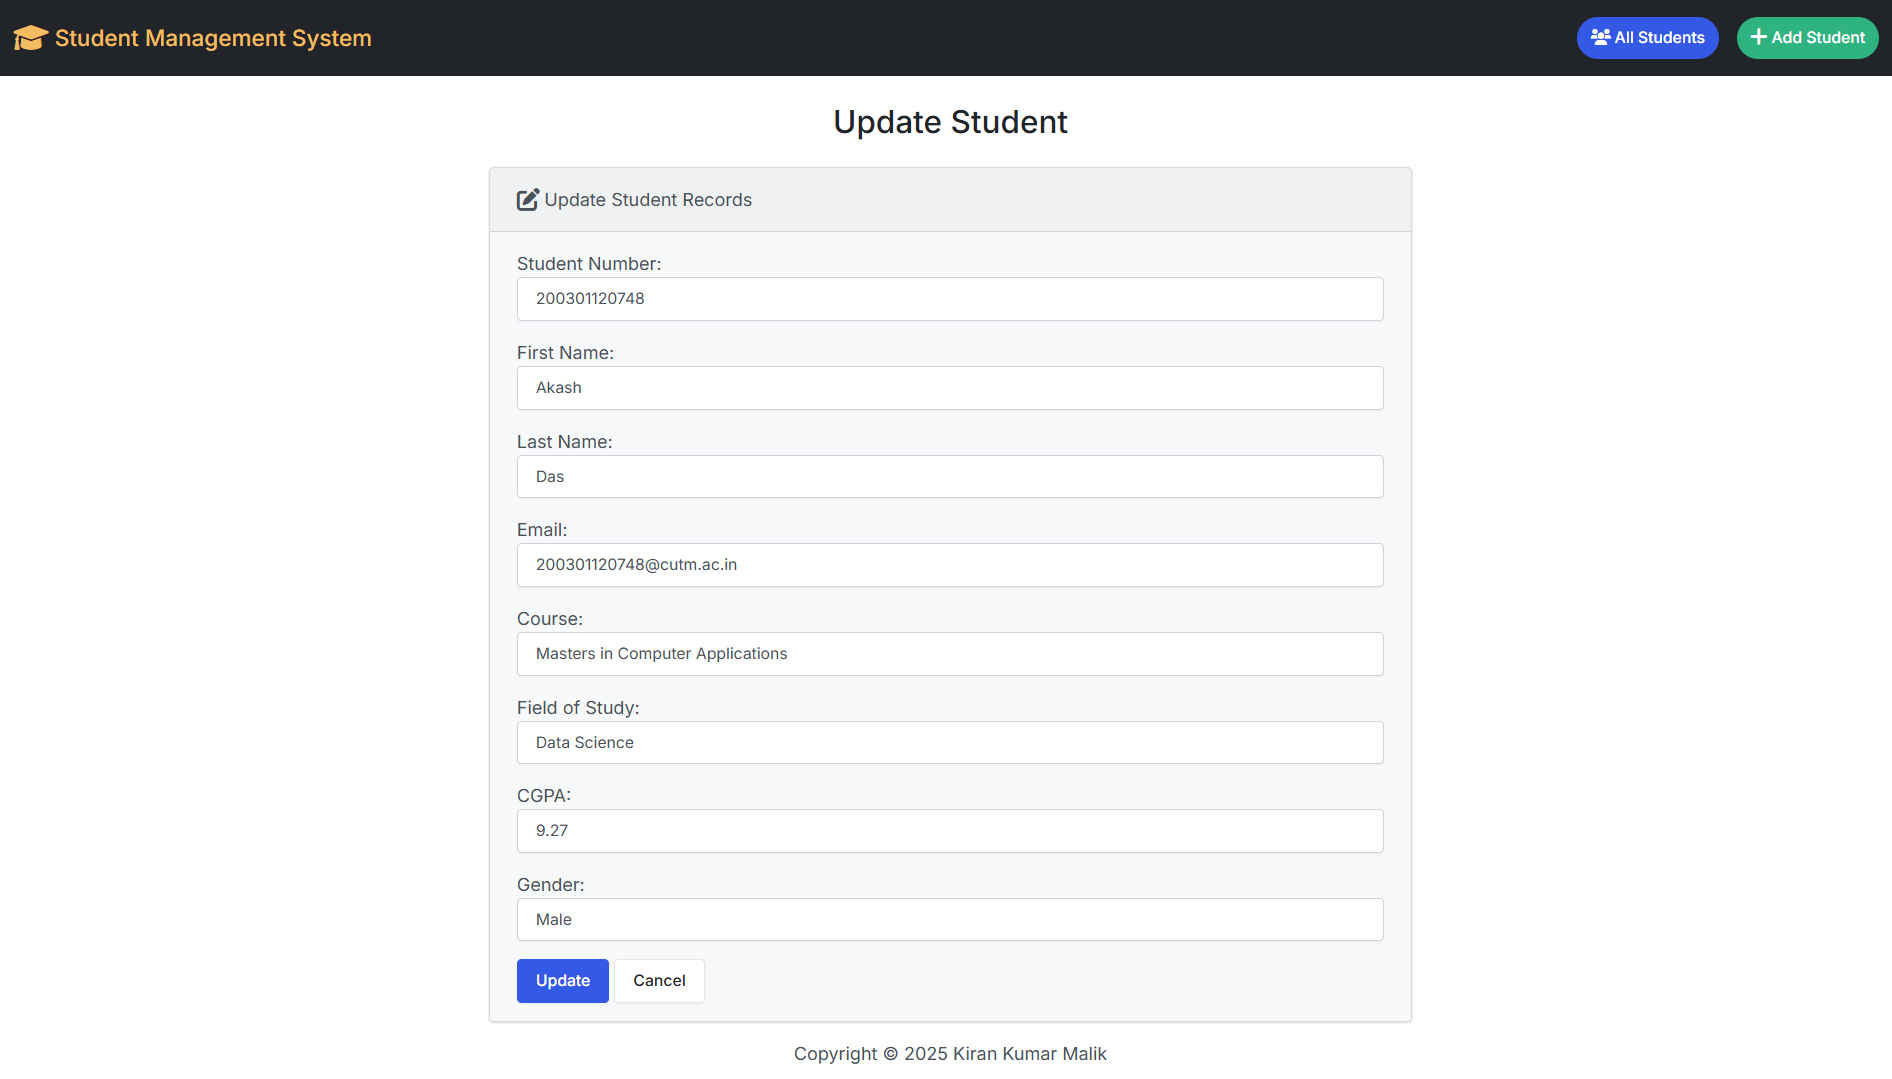 Student Management System
All Students
Add Student
Update Student
Update Student Records
Student Number:
200301120748
First Name:
Akash
Last Name:
Das
Email:
200301120748@cutm.ac.in
Course:
Masters in Computer Applications
Field of Study:
Data Science
CGPA:
9.27
Gender:
Male
Update
Cancel
Copyright © 2025 Kiran Kumar Malik